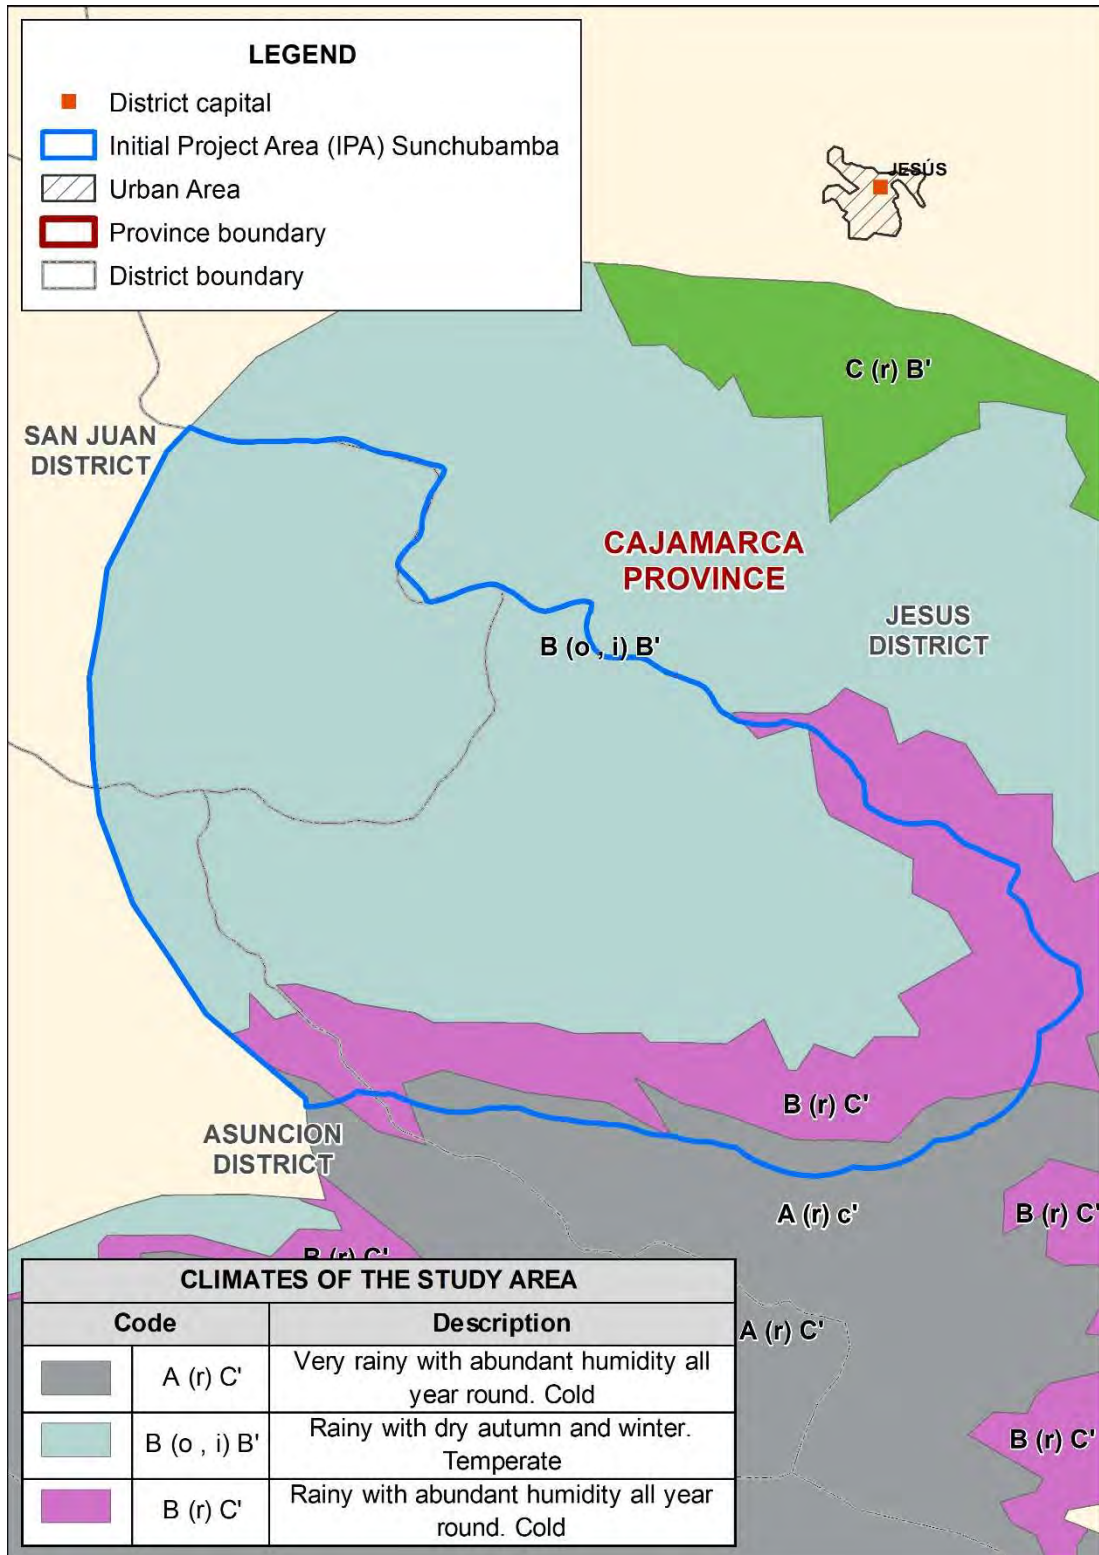 LEGEND
District capital
Initial Project Area (IPA) Sunchubamba
Urban Area
Province boundary
District boundary
JESÚS
C (r) B'
SAN JUAN
DISTRICT
CAJAMARCA
PROVINCE
JESUS
DISTRICT
B (o , i) B'
B (r) C'
ASUNCION
DISTRICT
A (r) c'
B (r) C'
B (r) C'
A (r) C'
B (r) C'
CLIMATES OF THE STUDY AREA
Code Description
A (r) C' Very rainy with abundant humidity all
year round. Cold
B (o , i) B' Rainy with dry autumn and winter.
Temperate
B (r) C' Rainy with abundant humidity all year
round. Cold